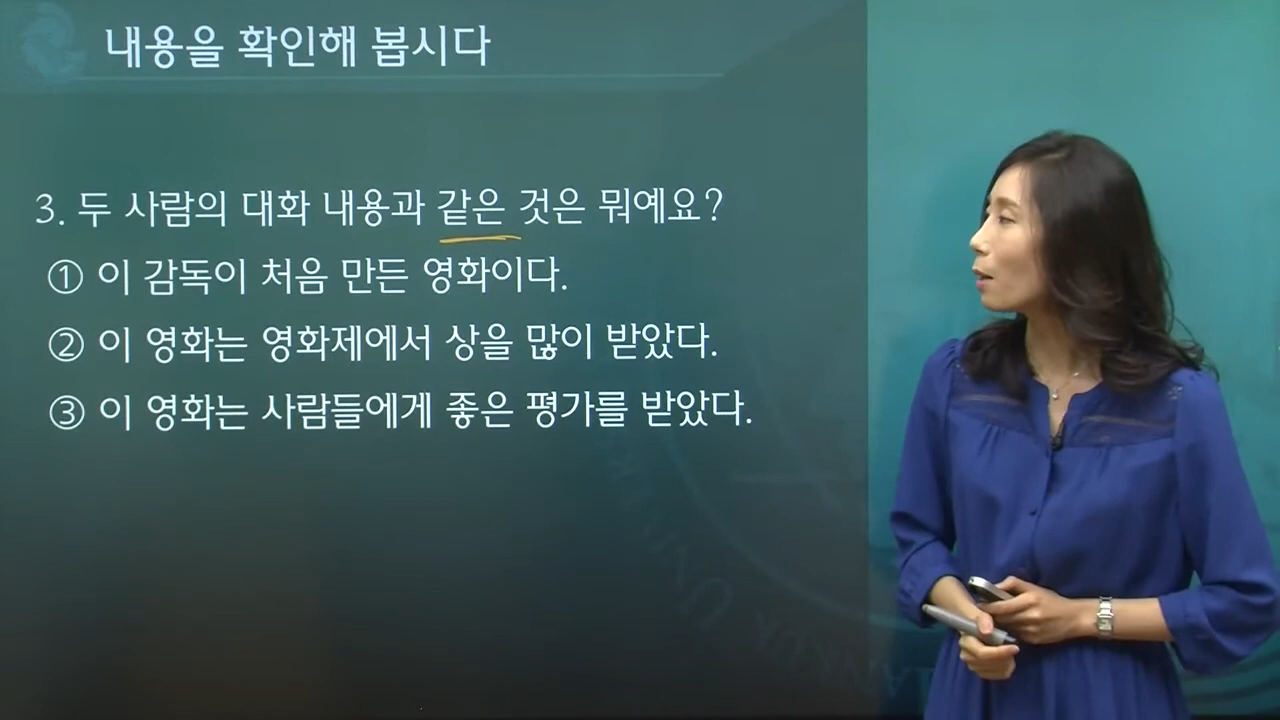 내용을 확인해 봅시다
3. 두 사람의 대화 내용과 같은 것은 뭐예요?
① 이 감독이 처음 만든 영화이다.
② 이 영화는 영화제에서 상을 많이 받았다.
③ 이 영화는 사람들에게 좋은 평가를 받았다.